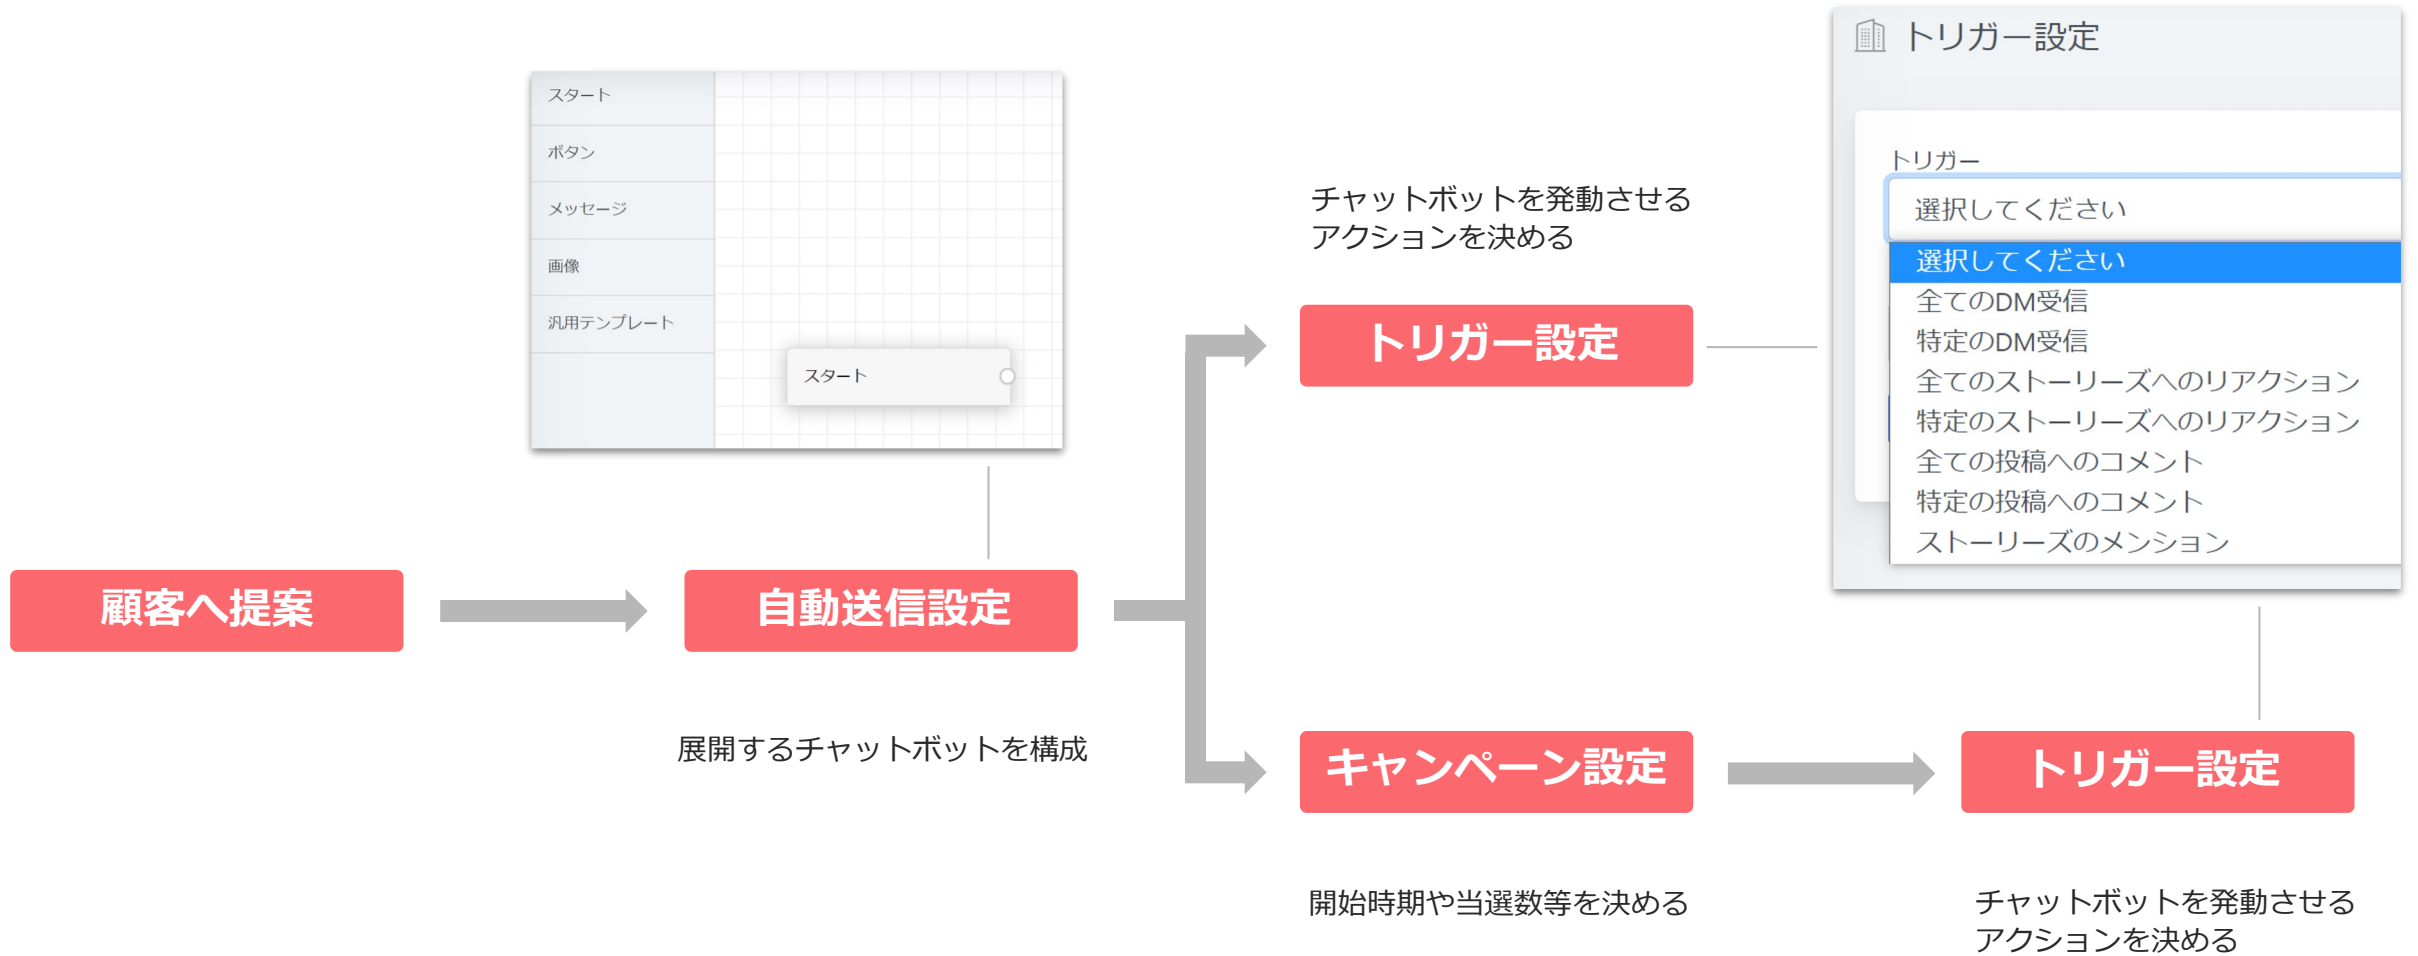 スタート
ボタン
メッセージ
画像
汎用テンプレート
スタート
顧客へ提案
自動送信設定
展開するチャットボットを構成
チャットボットを発動させる
アクションを決める
トリガー設定
トリガー設定
トリガー
選択してください
選択してください
全てのDM受信
特定のDM受信
全てのストーリーズへのリアクション
特定のストーリーズへのリアクション
全ての投稿へのコメント
特定の投稿へのコメント
ストーリーズのメンション
キャンペーン設定
開始時期や当選数等を決める
トリガー設定
チャットボットを発動させる
アクションを決める